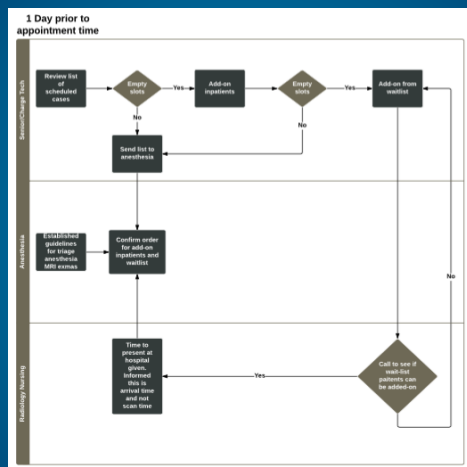 1 Day prior to
appointment time
Senior/Charge Tech
Review list
of
scheduled
cases
Empty
slots
Yes
Add-on
inpatients
Empty
slots
Yes
Add-on from
waitlist
No
No
Send list to
anesthesia
Anesthesia
Established
guidelines
for triage
anesthesia
MRI exmas
Confirm order
for add-on
inpatients and
waitlist
No
Radiology Nursing
Time to
present at
hospital
given.
Informed
this is
arrival time
and not
scan time
Yes
Call to see if
wait-list
paitents can
be added-on